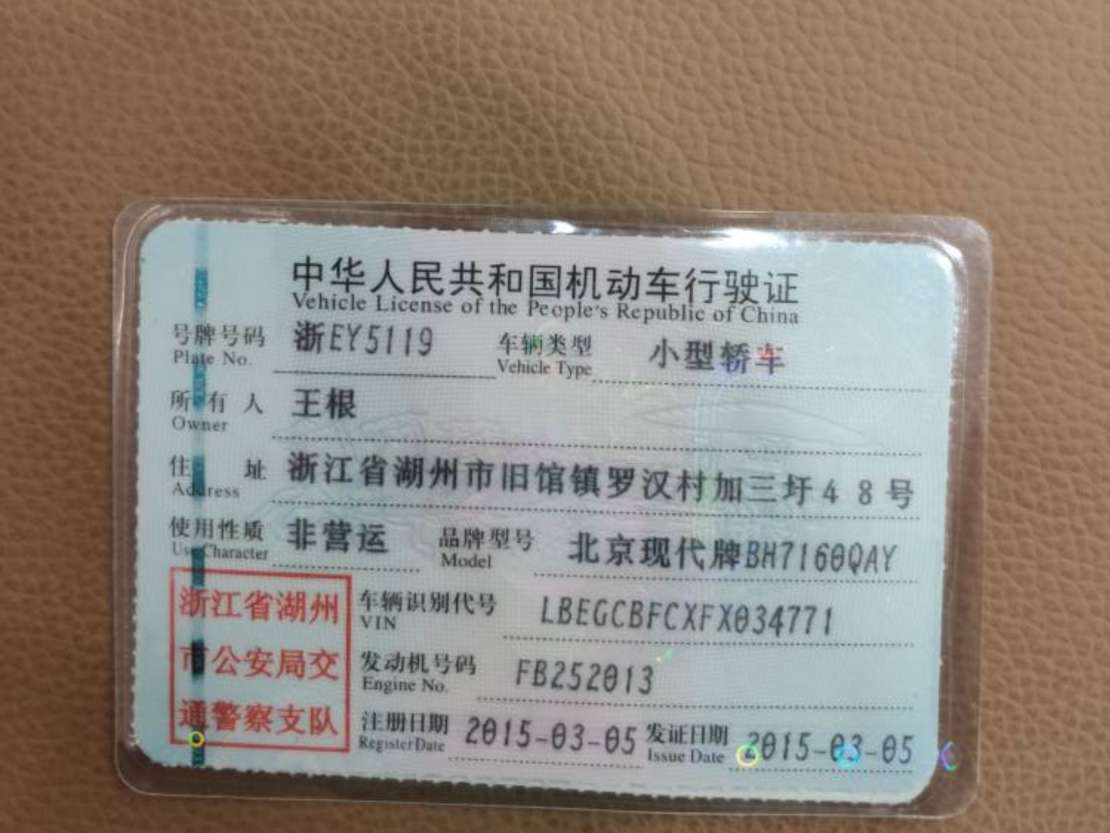 中华人民共和国机动车行驶证
Vehicle License of the People's Republic of China
号牌号码 浙EY5119 车辆类型 小型轿车
Plate No. Vehicle Type
所有人 王根
Owner
住址 浙江省湖州市旧馆镇罗汉村加三圩48号
Address
使用性质 非营运 品牌型号 北京现代牌BH7160QAY
Use Character Model
浙江省湖州
市公安局交
通警察支队
车辆识别代号 LBEGCBFCXFX034771
VIN
发动机号码 FB252013
Engine No.
注册日期 2015-03-05 发证日期 2015-03-05
Register Date Issue Date